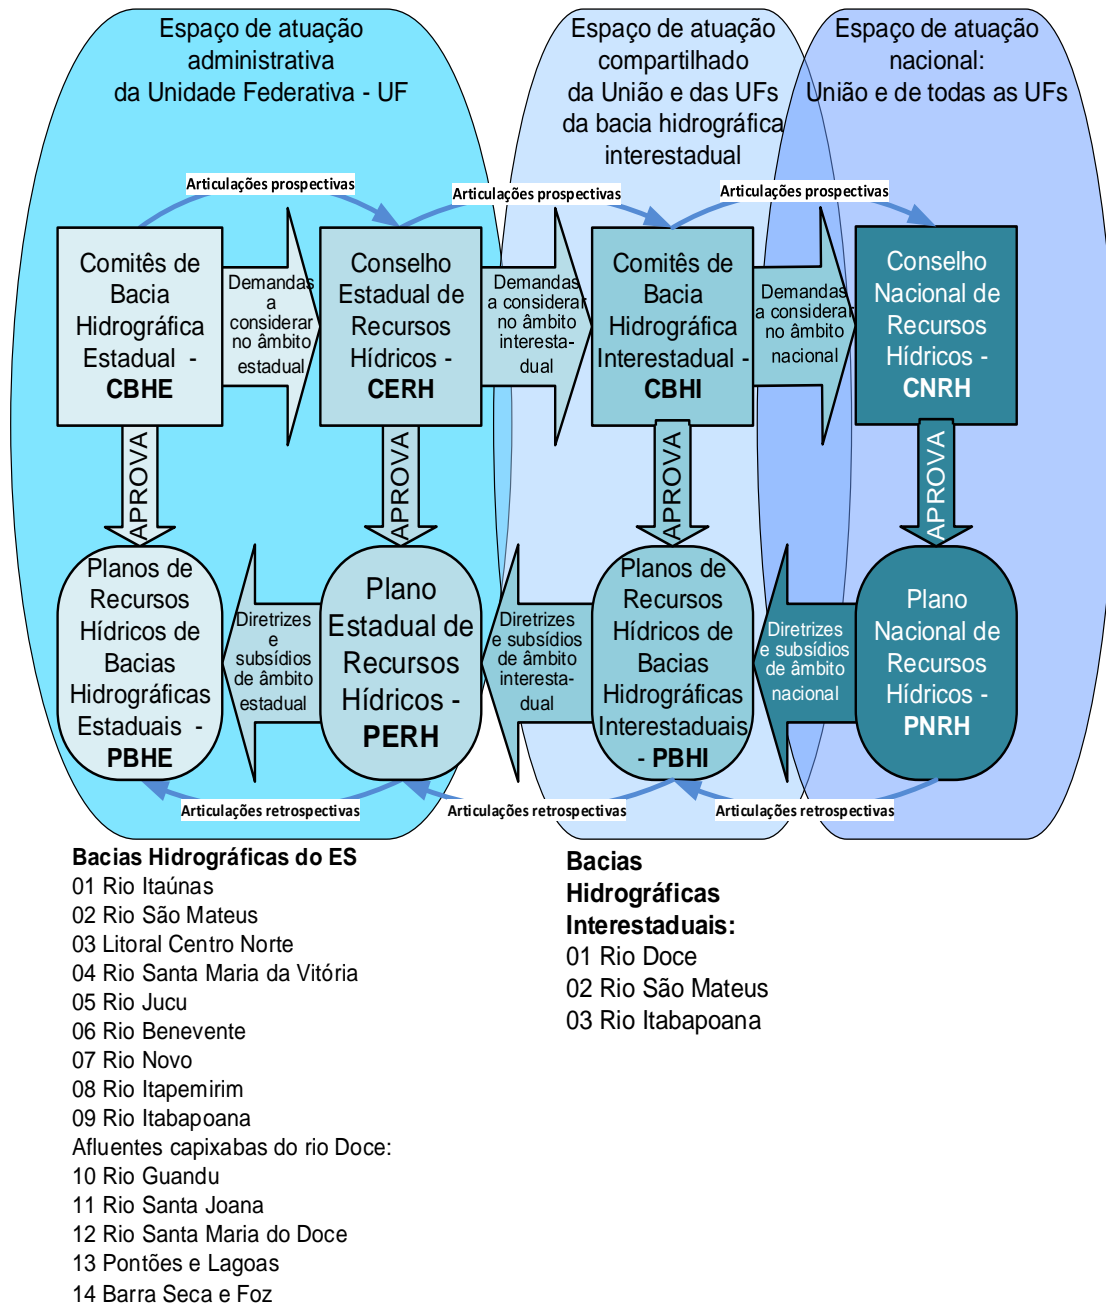 Espaço de atuação
administrativa
da Unidade Federativa - UF
Espaço de atuação
compartilhado
da União e das UFs
da bacia hidrográfica
interestadual
Espaço de atuação
nacional:
União e de todas as UFs
Articulações prospectivas
Articulações prospectivas
Articulações prospectivas
Comitês de
Bacia
Hidrográfica
Estadual -
CBHE
Demandas
a
considerar
no âmbito
estadual
Conselho
Estadual de
Recursos
Hídricos -
CERH
Demandas
a considerar
no âmbito
interesta-
dual
Comitês de
Bacia
Hidrográfica
Interestadual -
CBHI
Demandas
a considerar
no âmbito
nacional
Conselho
Nacional de
Recursos
Hídricos -
CNRH
APROVA
APROVA
APROVA
APROVA
Planos de
Recursos
Hídricos de
Bacias
Hidrográficas
Estaduais -
PBHE
Diretrizes
e
subsídios
de âmbito
estadual
Plano
Estadual de
Recursos
Hídricos -
PERH
Diretrizes
e subsídios
de âmbito
interesta-
dual
Planos de
Recursos
Hídricos de
Bacias
Hidrográficas
Interestaduais
- PBHI
Diretrizes
e subsídios
de âmbito
nacional
Plano
Nacional de
Recursos
Hídricos -
PNRH
Articulações retrospectivas
Articulações retrospectivas
Articulações retrospectivas
Bacias Hidrográficas do ES
01 Rio Itaúnas
02 Rio São Mateus
03 Litoral Centro Norte
04 Rio Santa Maria da Vitória
05 Rio Jucu
06 Rio Benevente
07 Rio Novo
08 Rio Itapemirim
09 Rio Itabapoana
Afluentes capixabas do rio Doce:
10 Rio Guandu
11 Rio Santa Joana
12 Rio Santa Maria do Doce
13 Pontões e Lagoas
14 Barra Seca e Foz
Bacias
Hidrográficas
Interestaduais:
01 Rio Doce
02 Rio São Mateus
03 Rio Itabapoana